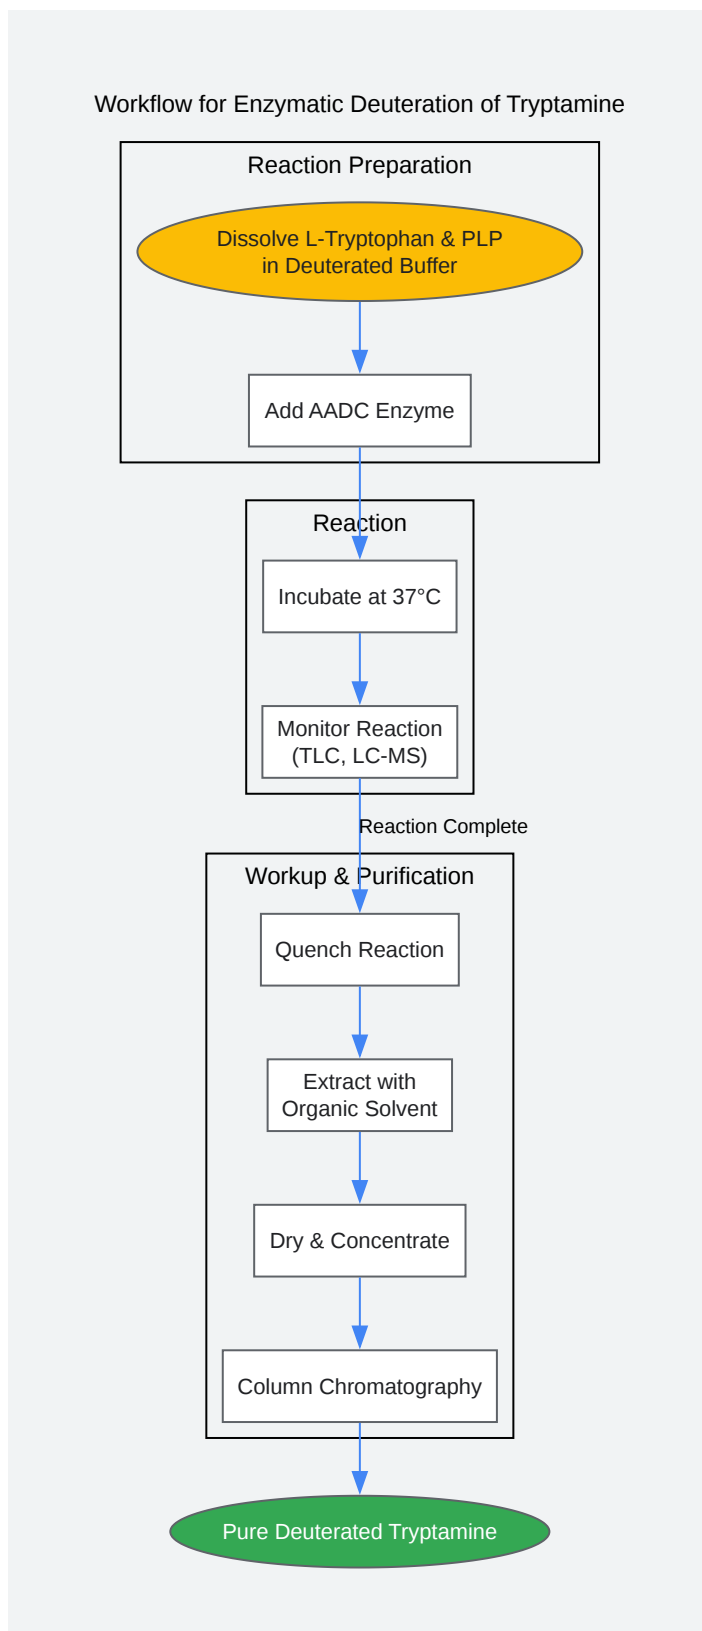 Workflow for Enzymatic Deuteration of Tryptamine
Reaction Preparation
Dissolve L-Tryptophan & PLP
in Deuterated Buffer
Add AADC Enzyme
Reaction
Incubate at 37°C
Monitor Reaction
(TLC, LC-MS)
Reaction Complete
Workup & Purification
Quench Reaction
Extract with
Organic Solvent
Dry & Concentrate
Column Chromatography
Pure Deuterated Tryptamine